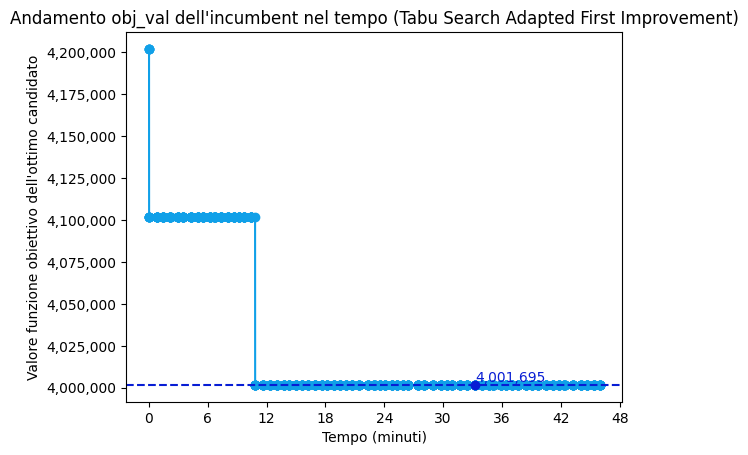 Andamento obj_val dell'incumbent nel tempo (Tabu Search Adapted First Improvement)
Valore funzione obiettivo dell'ottimo candidato
4,200,000
4,175,000
4,150,000
4,125,000
4,100,000
4,075,000
4,050,000
4,025,000
4,000,000
4,001,695
0 6 12 18 24 30 36 42 48
Tempo (minuti)